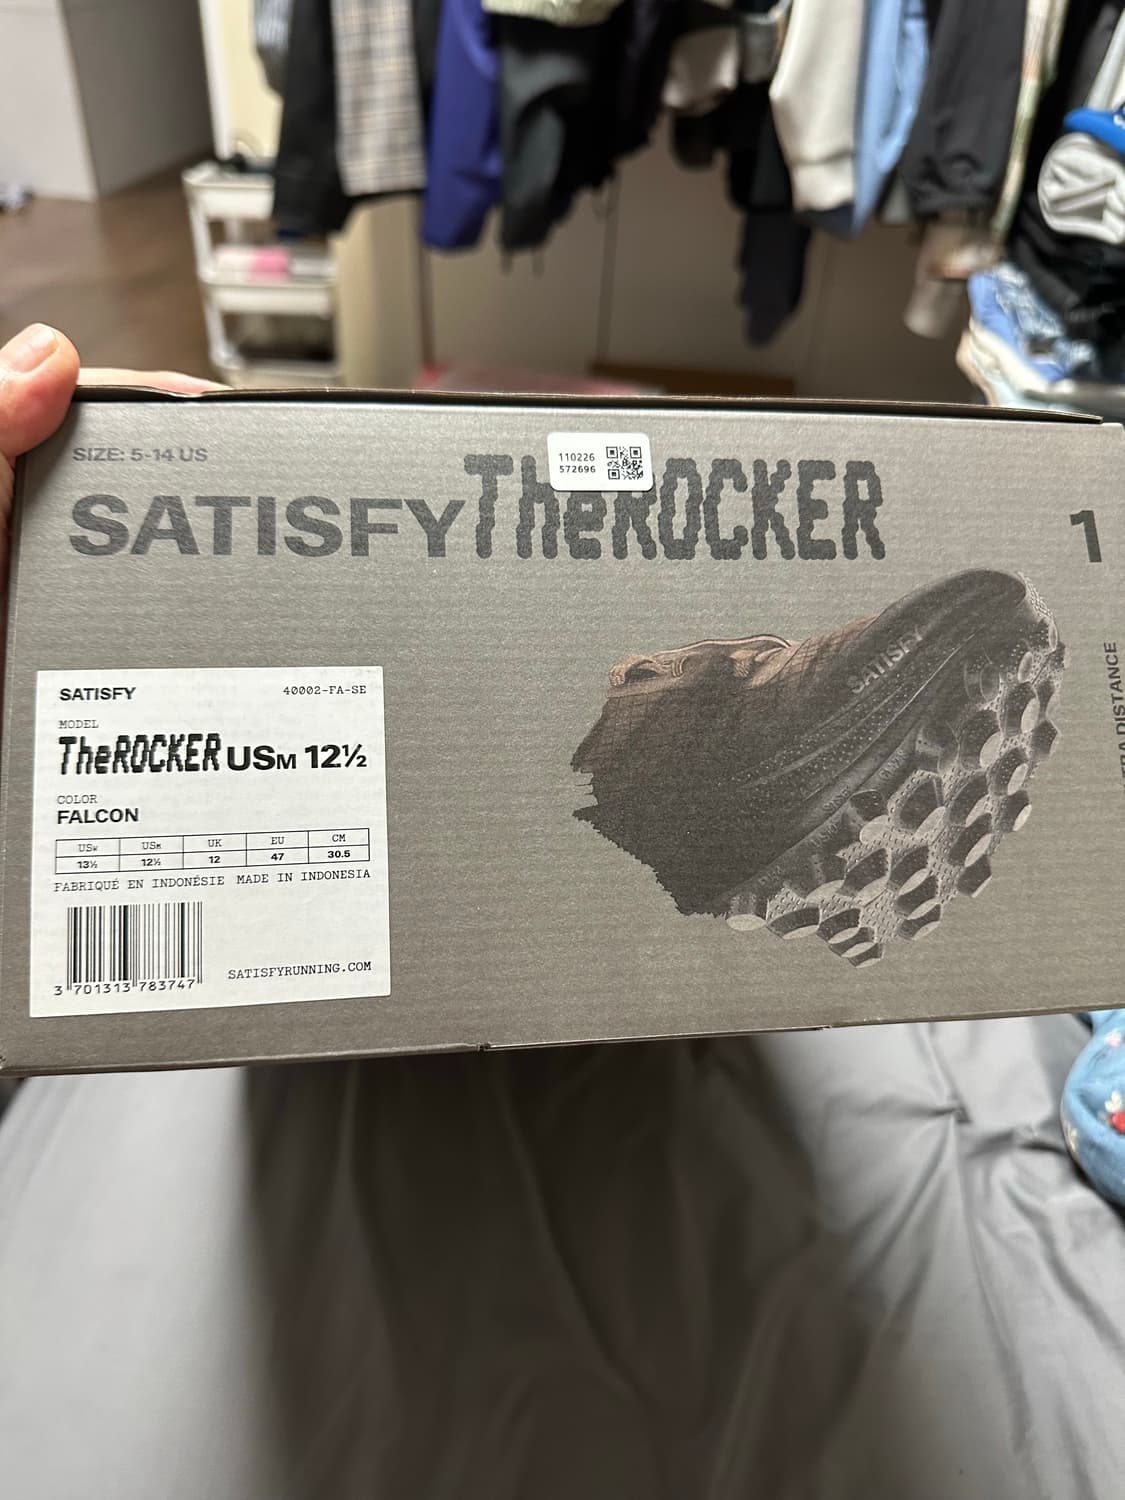 SIZE: 5-14 US
110226
572696
SATISFY TheROCKER
1
SATISFY
DISTANCE
SATISFY 40002-FA-SE
MODEL
TheROCKER USM 12½
COLOR
FALCON
USW USM UK EU CM
13½ 12½ 12 47 30.5
FABRIQUÉ EN INDONÉSIE MADE IN INDONESIA
SATISFYRUNNING.COM
3 701313 783747